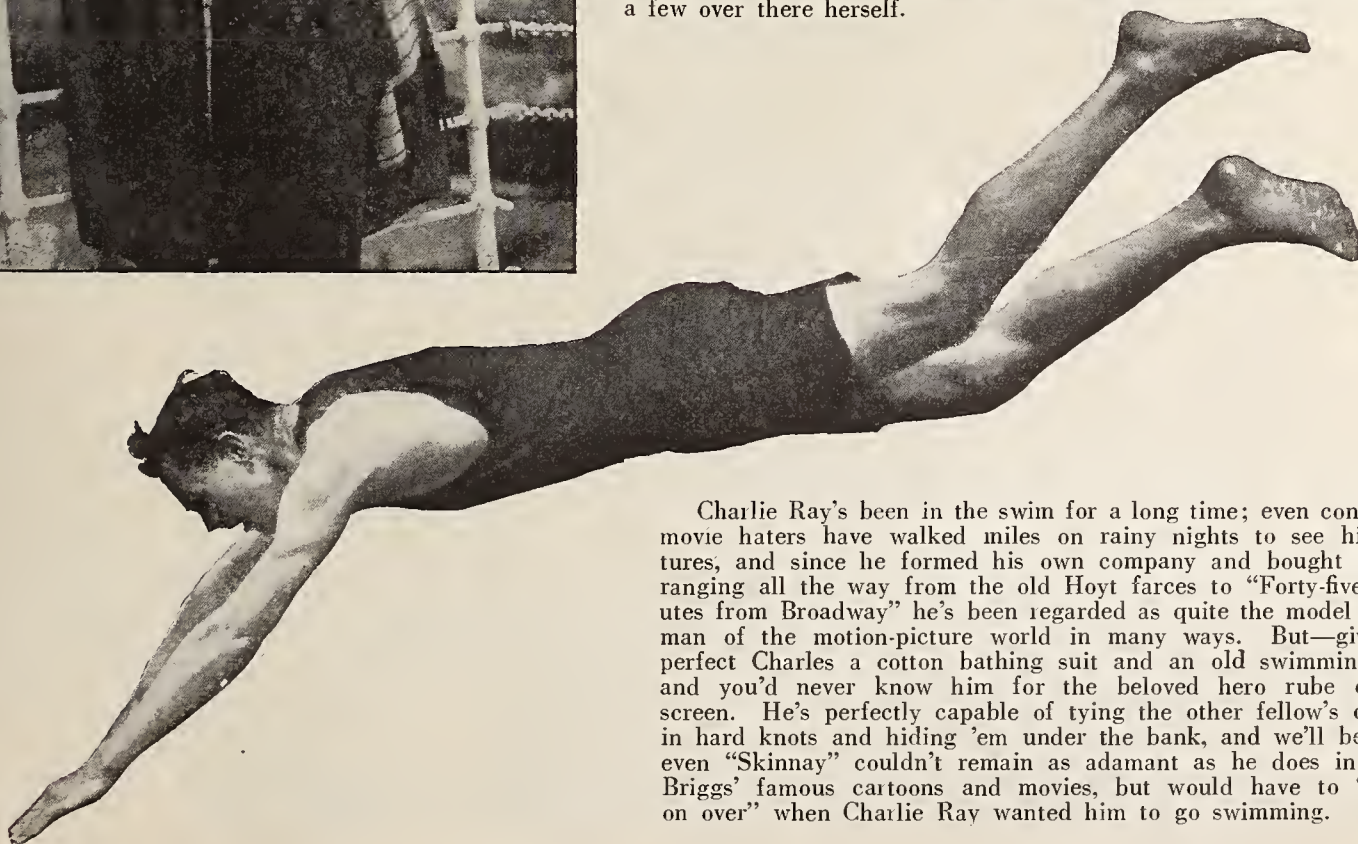 a few over there herself.
Charlie Ray's been in the swim for a long time; even con
movie haters have walked miles on rainy nights to see hi
tures, and since he formed his own company and bought
ranging all the way from the old Hoyt farces to “Forty-five
utes from Broadway” he's been regarded as quite the model
man of the motion-picture world in many ways. But—gi
perfect Charles a cotton bathing suit and an old swimmin
and you'd never know him for the beloved hero rube
screen. He's perfectly capable of tying the other fellow's
in hard knots and hiding 'em under the bank, and we'll be
even “Skinnay” couldn't remain as adamant as he does in
Briggs' famous cartoons and movies, but would have to
on over” when Charlie Ray wanted him to go swimming.